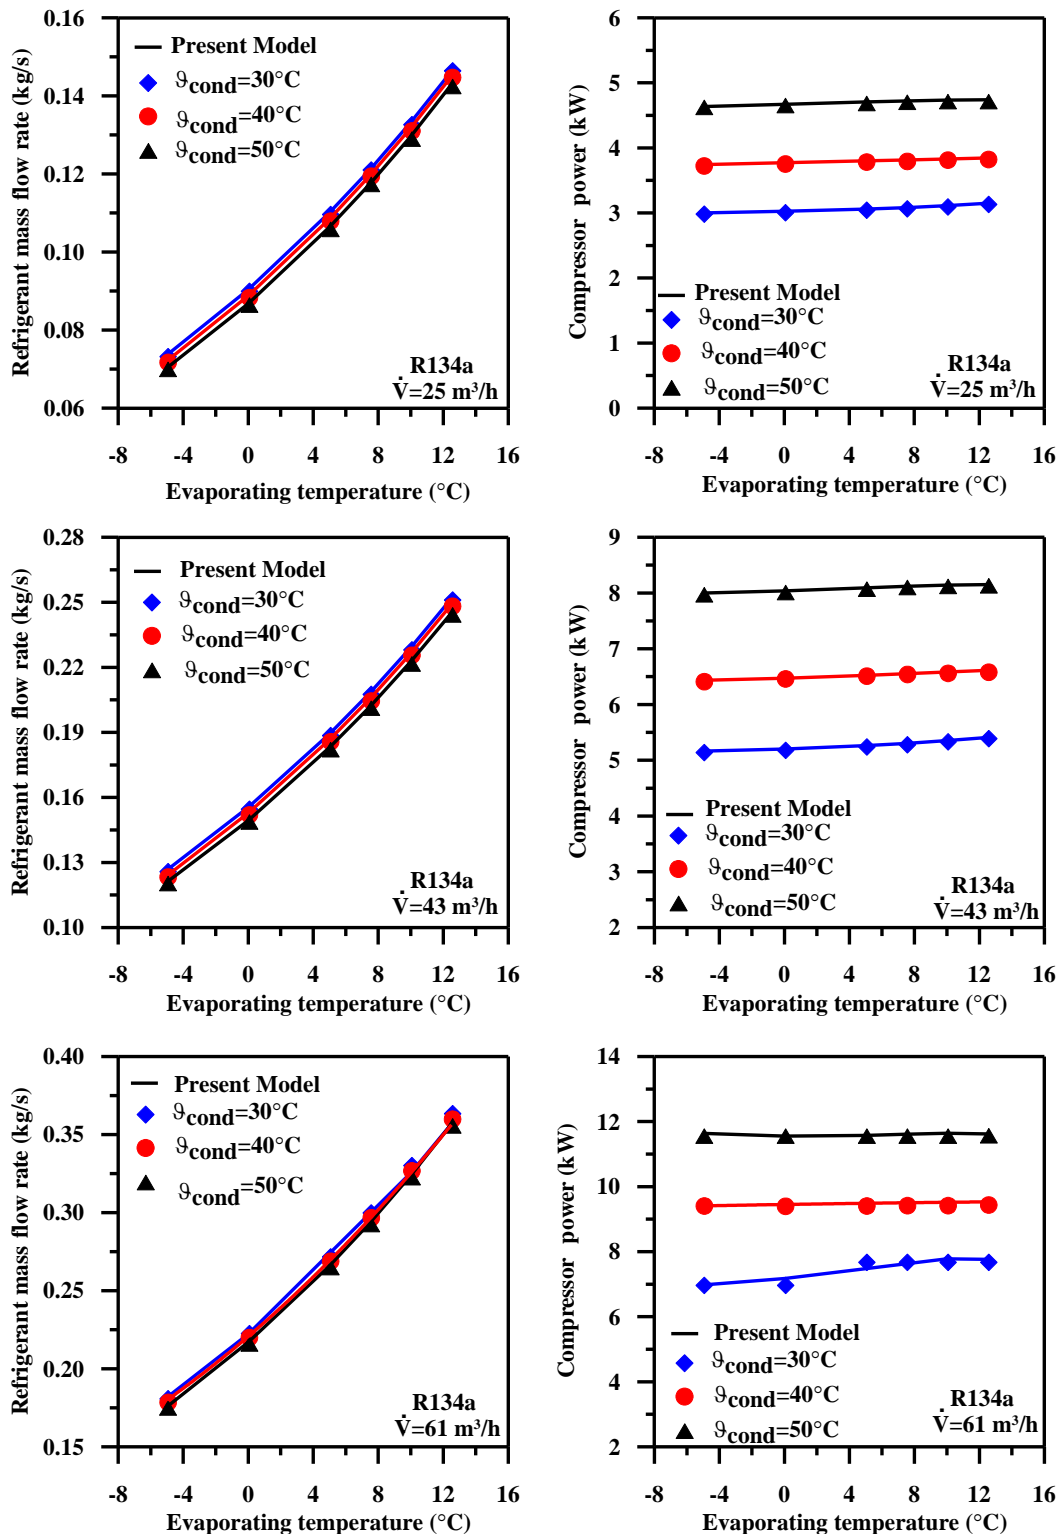 Refrigerant mass flow rate (kg/s)
0.16
0.14
0.12
0.10
0.08
0.06
Present Model
ϑcond=30°C
ϑcond=40°C
ϑcond=50°C
R134a
V̇=25 m³/h
-8 -4 0 4 8 12 16
Evaporating temperature (°C)
Compressor power (kW)
6
5
4
3
2
1
0
Present Model
ϑcond=30°C
ϑcond=40°C
ϑcond=50°C
R134a
V̇=25 m³/h
-8 -4 0 4 8 12 16
Evaporating temperature (°C)
Refrigerant mass flow rate (kg/s)
0.28
0.25
0.22
0.19
0.16
0.13
0.10
Present Model
ϑcond=30°C
ϑcond=40°C
ϑcond=50°C
R134a
V̇=43 m³/h
-8 -4 0 4 8 12 16
Evaporating temperature (°C)
Compressor power (kW)
9
8
7
6
5
4
3
2
Present Model
ϑcond=30°C
ϑcond=40°C
ϑcond=50°C
R134a
V̇=43 m³/h
-8 -4 0 4 8 12 16
Evaporating temperature (°C)
Refrigerant mass flow rate (kg/s)
0.40
0.35
0.30
0.25
0.20
0.15
Present Model
ϑcond=30°C
ϑcond=40°C
ϑcond=50°C
R134a
V̇=61 m³/h
-8 -4 0 4 8 12 16
Evaporating temperature (°C)
Compressor power (kW)
14
12
10
8
6
4
2
Present Model
ϑcond=30°C
ϑcond=40°C
ϑcond=50°C
R134a
V̇=61 m³/h
-8 -4 0 4 8 12 16
Evaporating temperature (°C)